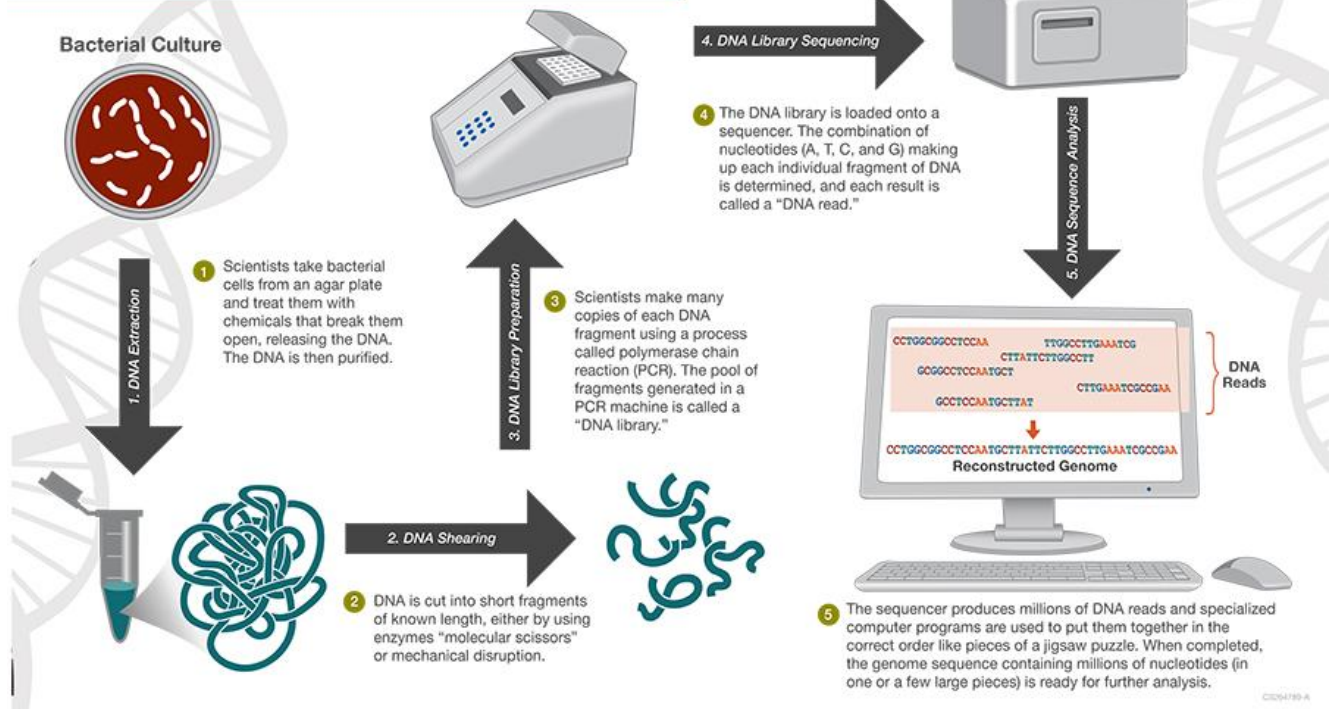 Bacterial Culture
1. DNA Extraction
1 Scientists take bacterial
cells from an agar plate
and treat them with
chemicals that break them
open, releasing the DNA.
The DNA is then purified.
2. DNA Shearing
2 DNA is cut into short fragments
of known length, either by using
enzymes “molecular scissors”
or mechanical disruption.
3. DNA Library Preparation
3 Scientists make many
copies of each DNA
fragment using a process
called polymerase chain
reaction (PCR). The pool of
fragments generated in a
PCR machine is called a
“DNA library.”
4. DNA Library Sequencing
4 The DNA library is loaded onto a
sequencer. The combination of
nucleotides (A, T, C, and G) making
up each individual fragment of DNA
is determined, and each result is
called a “DNA read.”
5. DNA Sequence Analysis
CCTGGCGGCCTCCAA TTGGCCTTGAAATCG
CTTATTCTTGGCCTT
GCGGCCTCCAATGCT
CTTGAAATCGCCGAA
GCCTCCAATGCTTAT
DNA
Reads
CCTGGCGGCCTCCAATGCTTATTCTTGGCCTTGAAATCGCCGAA
Reconstructed Genome
5 The sequencer produces millions of DNA reads and specialized
computer programs are used to put them together in the
correct order like pieces of a jigsaw puzzle. When completed,
the genome sequence containing millions of nucleotides (in
one or a few large pieces) is ready for further analysis.